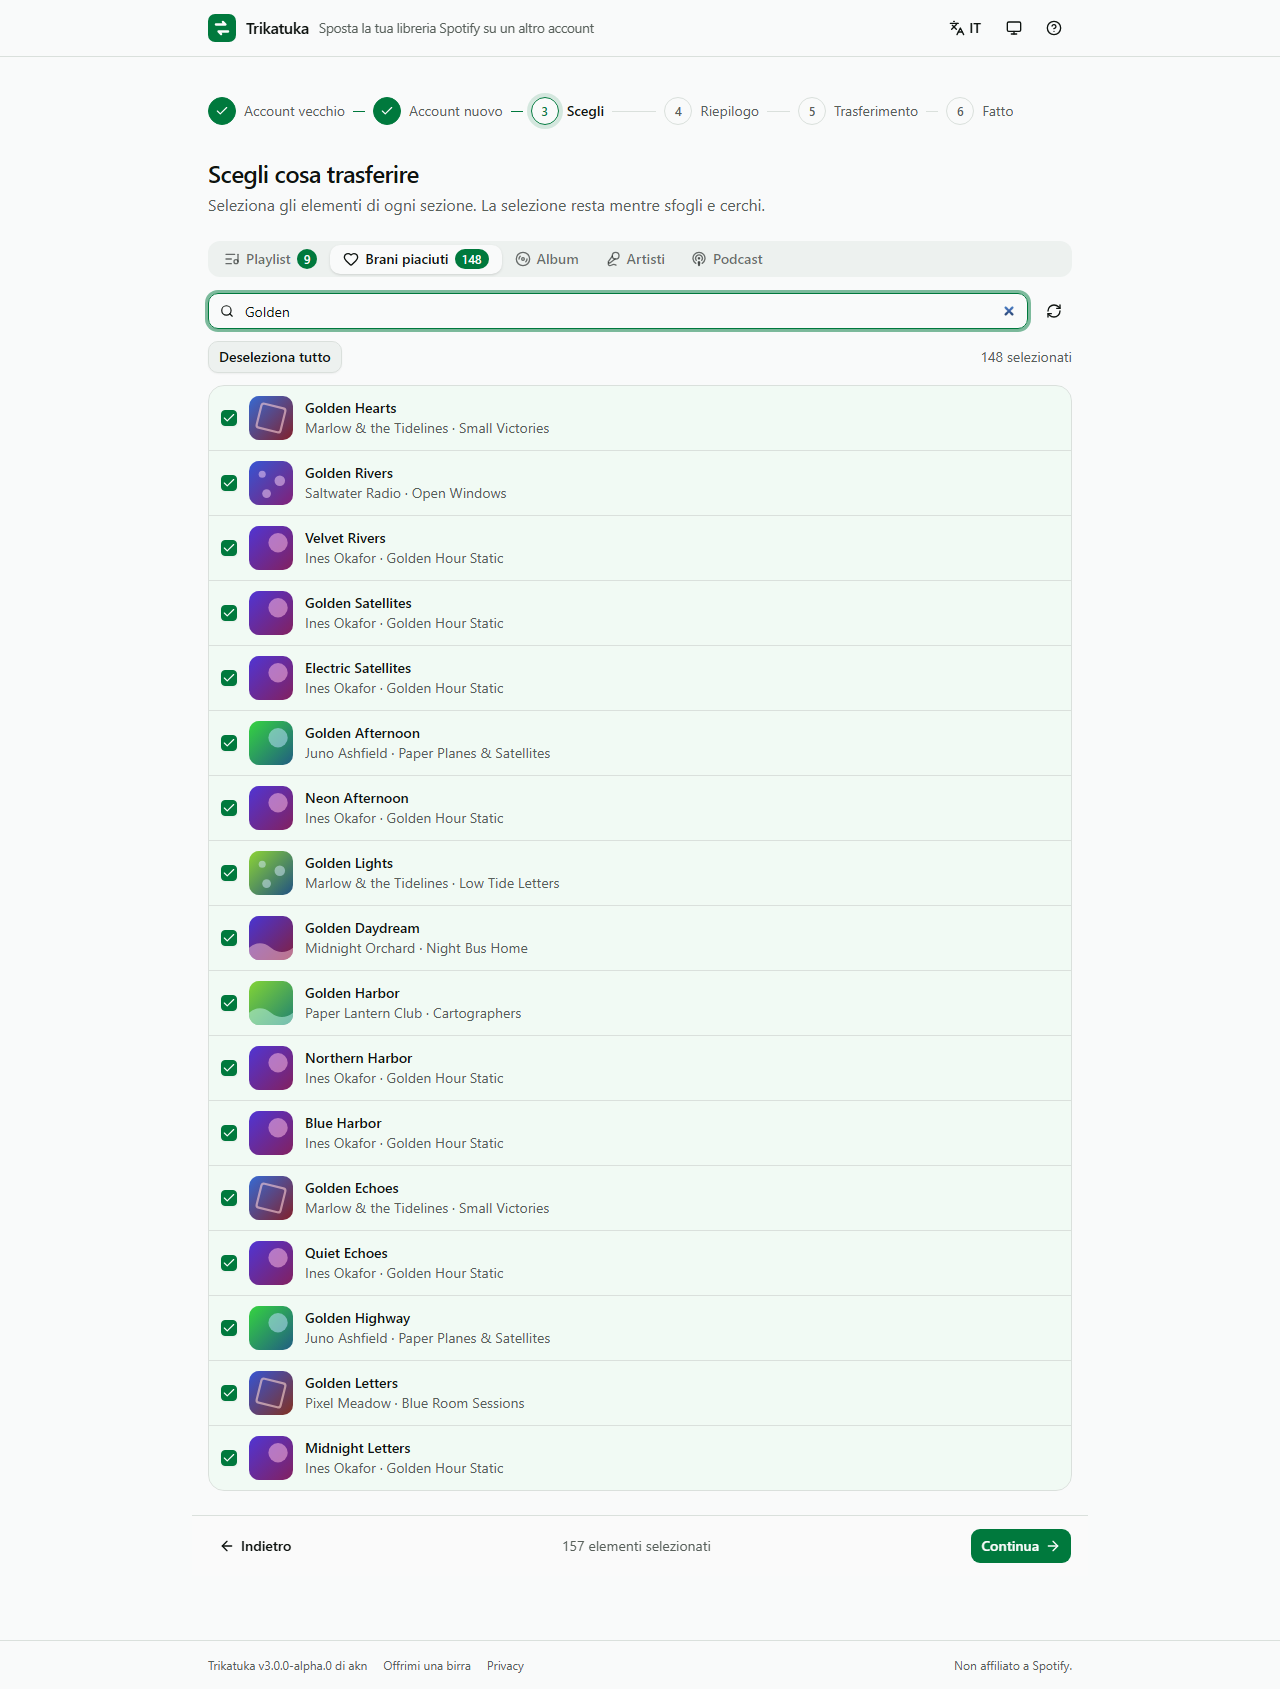 Trikatuka Sposta la tua libreria Spotify su un altro account IT
Account vecchio Account nuovo 3 Scegli 4 Riepilogo 5 Trasferimento 6 Fatto
Scegli cosa trasferire
Seleziona gli elementi di ogni sezione. La selezione resta mentre sfogli e cerchi.
Playlist 9 Brani piaciuti 148 Album Artisti Podcast
Golden
Deseleziona tutto 148 selezionati
Golden Hearts
Marlow & the Tidelines · Small Victories
Golden Rivers
Saltwater Radio · Open Windows
Velvet Rivers
Ines Okafor · Golden Hour Static
Golden Satellites
Ines Okafor · Golden Hour Static
Electric Satellites
Ines Okafor · Golden Hour Static
Golden Afternoon
Juno Ashfield · Paper Planes & Satellites
Neon Afternoon
Ines Okafor · Golden Hour Static
Golden Lights
Marlow & the Tidelines · Low Tide Letters
Golden Daydream
Midnight Orchard · Night Bus Home
Golden Harbor
Paper Lantern Club · Cartographers
Northern Harbor
Ines Okafor · Golden Hour Static
Blue Harbor
Ines Okafor · Golden Hour Static
Golden Echoes
Marlow & the Tidelines · Small Victories
Quiet Echoes
Ines Okafor · Golden Hour Static
Golden Highway
Juno Ashfield · Paper Planes & Satellites
Golden Letters
Pixel Meadow · Blue Room Sessions
Midnight Letters
Ines Okafor · Golden Hour Static
Indietro 157 elementi selezionati Continua
Trikatuka v3.0.0-alpha.0 di akn Offrimi una birra Privacy Non affiliato a Spotify.